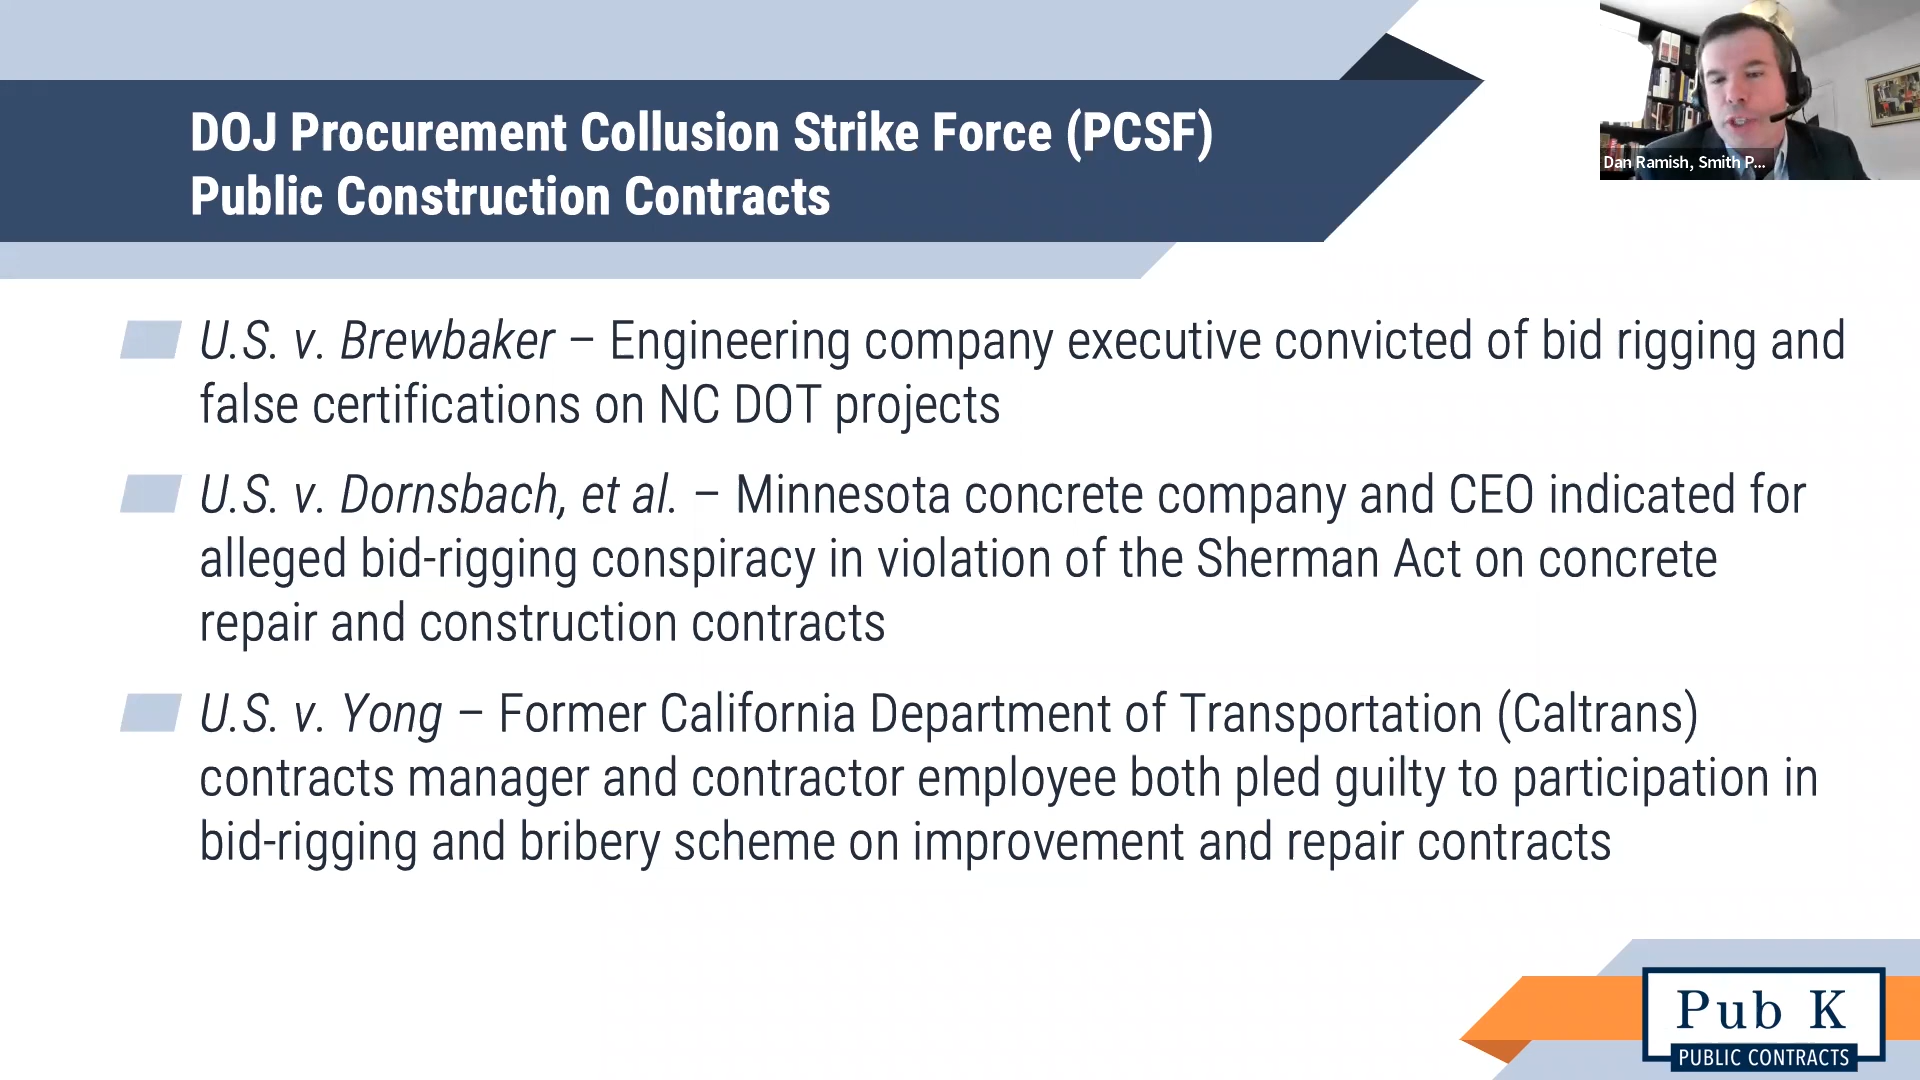 DOJ Procurement Collusion Strike Force (PCSF)
Public Construction Contracts
Dan Ramish, Smith P...
U.S. v. Brewbaker – Engineering company executive convicted of bid rigging and
false certifications on NC DOT projects
U.S. v. Dornsbach, et al. – Minnesota concrete company and CEO indicated for
alleged bid-rigging conspiracy in violation of the Sherman Act on concrete
repair and construction contracts
U.S. v. Yong – Former California Department of Transportation (Caltrans)
contracts manager and contractor employee both pled guilty to participation in
bid-rigging and bribery scheme on improvement and repair contracts
Pub K
PUBLIC CONTRACTS